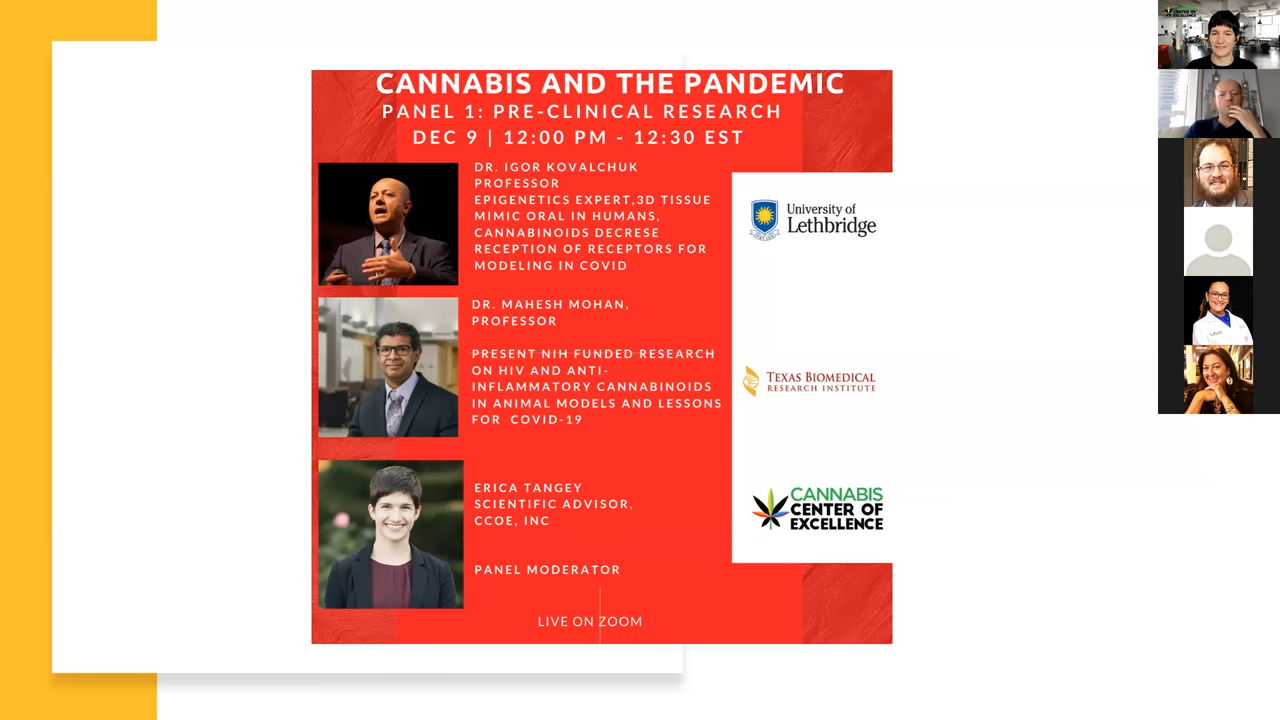 CANNABIS AND THE PANDEMIC
PANEL 1: PRE-CLINICAL RESEARCH
DEC 9 | 12:00 PM - 12:30 EST
DR. IGOR KOVALCHUK
PROFESSOR
EPIGENETICS EXPERT,3D TISSUE
MIMIC ORAL IN HUMANS,
CANNABINOIDS DECRESE
RECEPTION OF RECEPTORS FOR
MODELING IN COVID
University of
Lethbridge
DR. MAHESH MOHAN,
PROFESSOR
PRESENT NIH FUNDED RESEARCH
ON HIV AND ANTI-
INFLAMMATORY CANNABINOIDS
IN ANIMAL MODELS AND LESSONS
FOR COVID-19
TEXAS BIOMEDICAL
RESEARCH INSTITUTE
ERICA TANGEY
SCIENTIFIC ADVISOR,
CCOE, INC
PANEL MODERATOR
CANNABIS
CENTER OF
EXCELLENCE
LIVE ON ZOOM
CENTER OF
EXCELLENCE